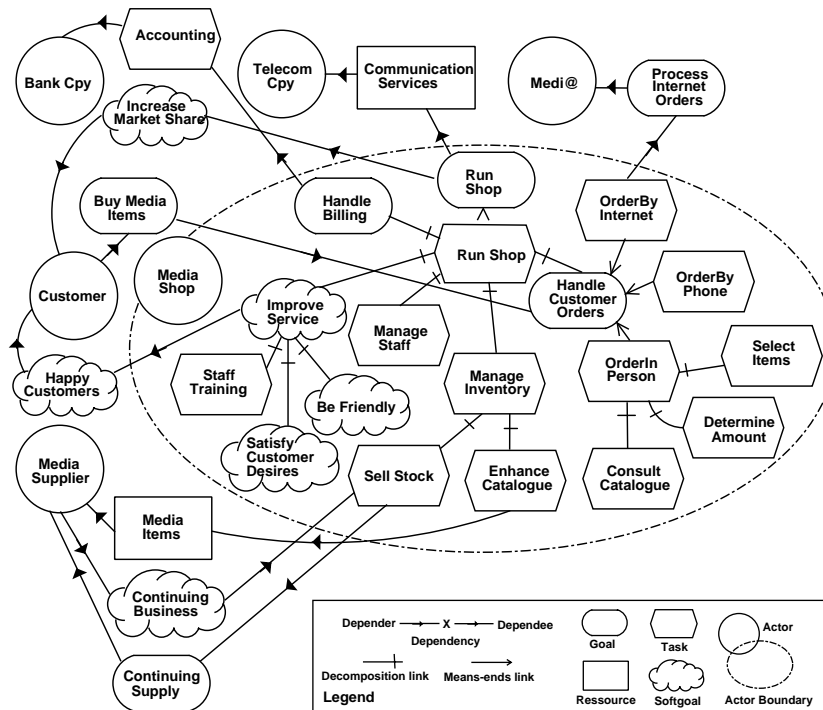 Accounting
Bank Cpy
Telecom
Cpy
Communication
Services
Medi@
Process
Internet
Orders
Increase
Market Share
Run
Shop
Buy Media
Items
Handle
Billing
OrderBy
Internet
Media
Shop
Run Shop
Customer
Improve
Service
Handle
Customer
Orders
OrderBy
Phone
Manage
Staff
Select
Items
Happy
Customers
Staff
Training
Be Friendly
Manage
Inventory
OrderIn
Person
Determine
Amount
Satisfy
Customer
Desires
Media
Supplier
Sell Stock
Enhance
Catalogue
Consult
Catalogue
Media
Items
Continuing
Business
Continuing
Supply
Depender
X
Dependee
Dependency
Decomposition link
Means-ends link
Legend
Goal
Task
Actor
Ressource
Softgoal
Actor Boundary